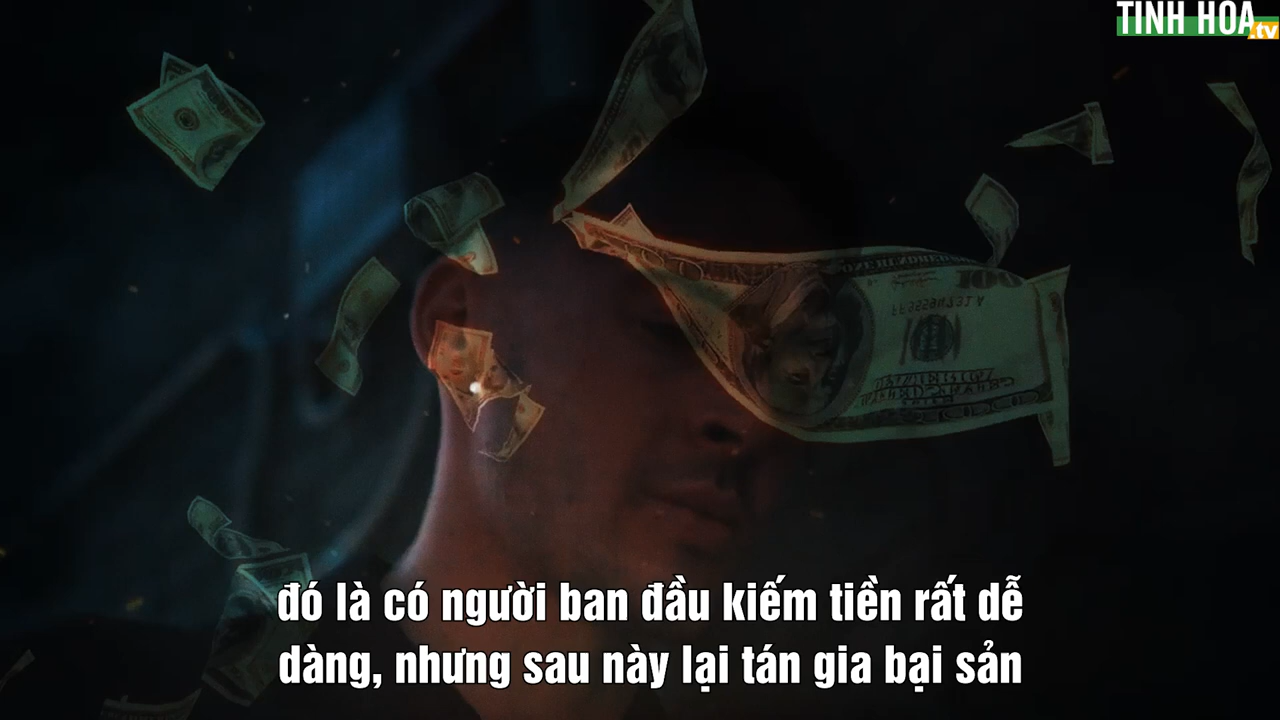 TINH HOA
.tv
đó là có người ban đầu kiếm tiền rất dễ
dàng, nhưng sau này lại tán gia bại sản